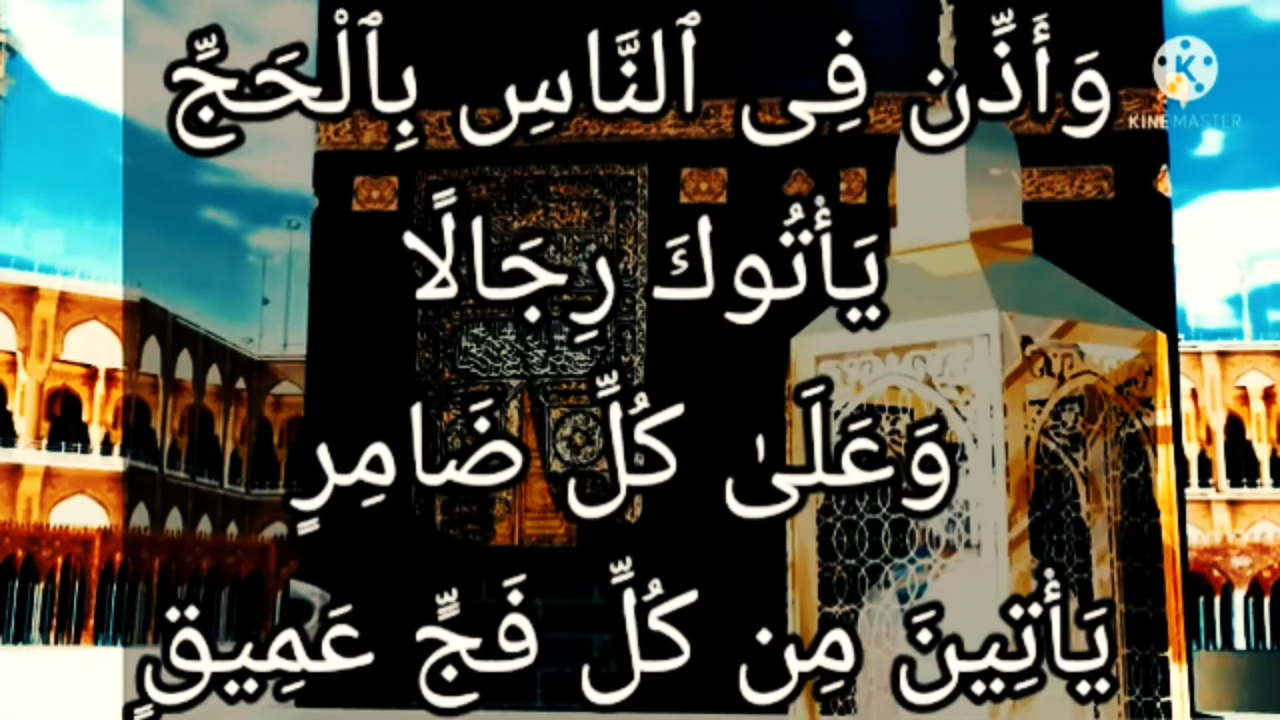 وَأَذِّن فِى ٱلنَّاسِ بِٱلْحَجِّ
KINEMASTER
يَأْتُوكَ رِجَالًا
وَعَلَىٰ كُلِّ ضَامِرٍ
يَأْتِينَ مِن كُلِّ فَجٍّ عَمِيقٍ